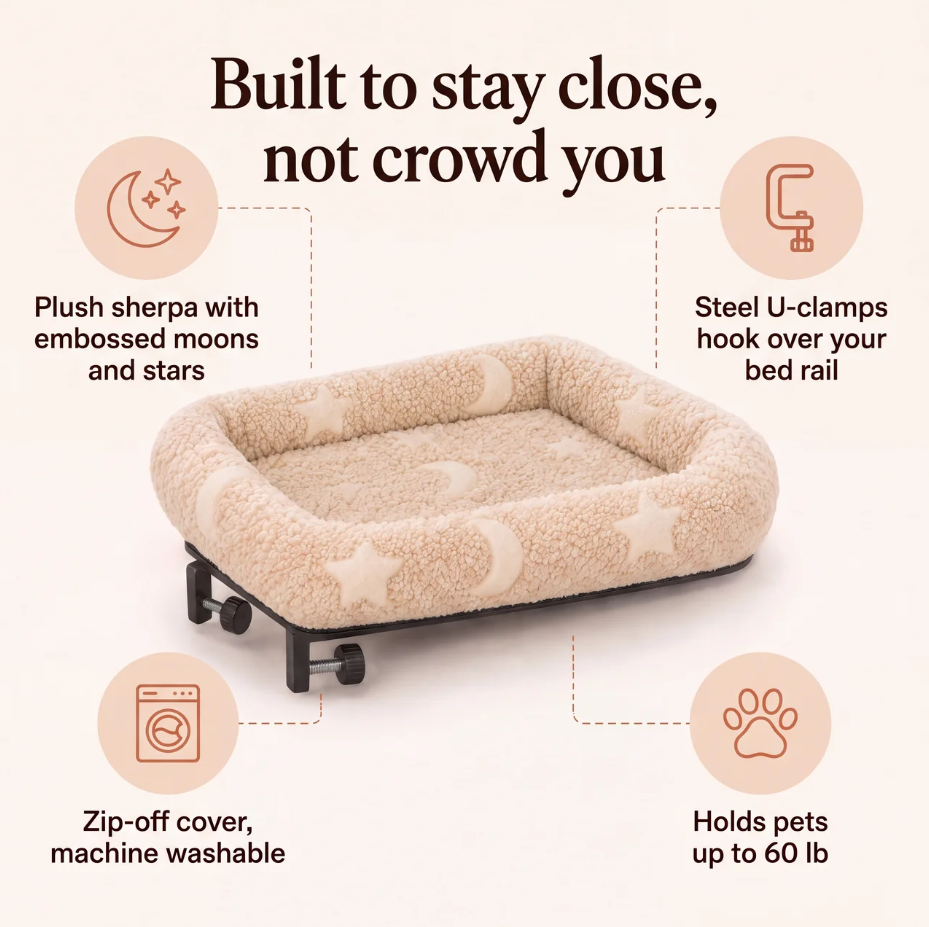 Built to stay close,
not crowd you
Plush sherpa with
embossed moons
and stars
Steel U-clamps
hook over your
bed rail
Zip-off cover,
machine washable
Holds pets
up to 60 lb